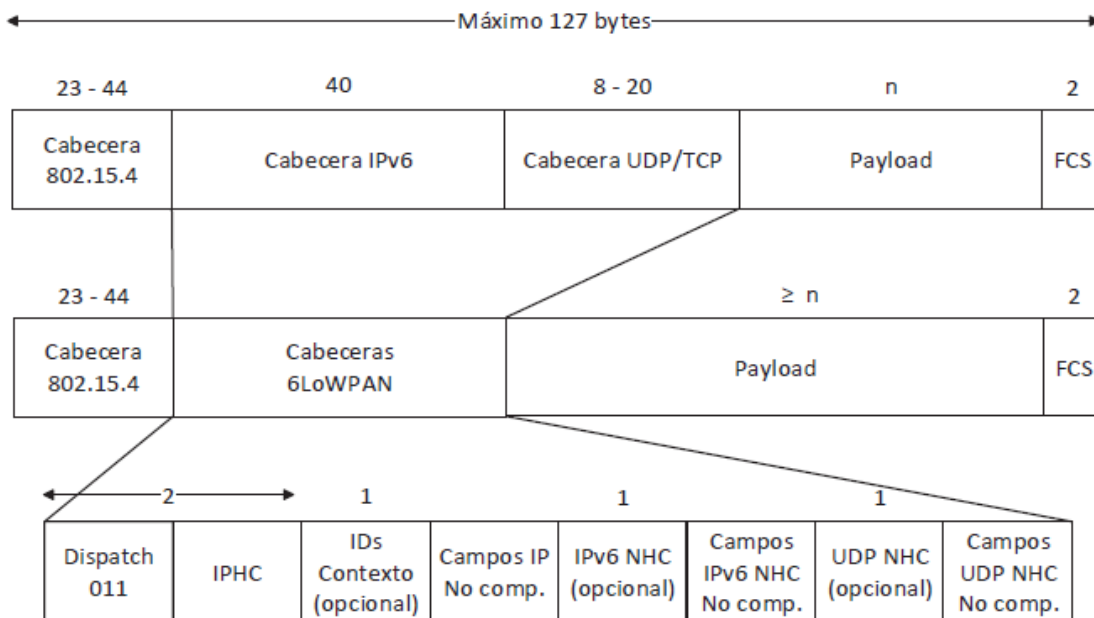 Máximo 127 bytes
23 - 44 40 8 - 20 n 2
Cabecera
802.15.4
Cabecera IPv6
Cabecera UDP/TCP
Payload
FCS
23 - 44 ≥ n 2
Cabecera
802.15.4
Cabeceras
6LoWPAN
Payload
FCS
2 1 1 1
Dispatch
011
IPHC
IDs
Contexto
(opcional)
Campos IP
No comp.
IPv6 NHC
(opcional)
Campos
IPv6 NHC
No comp.
UDP NHC
(opcional)
Campos
UDP NHC
No comp.